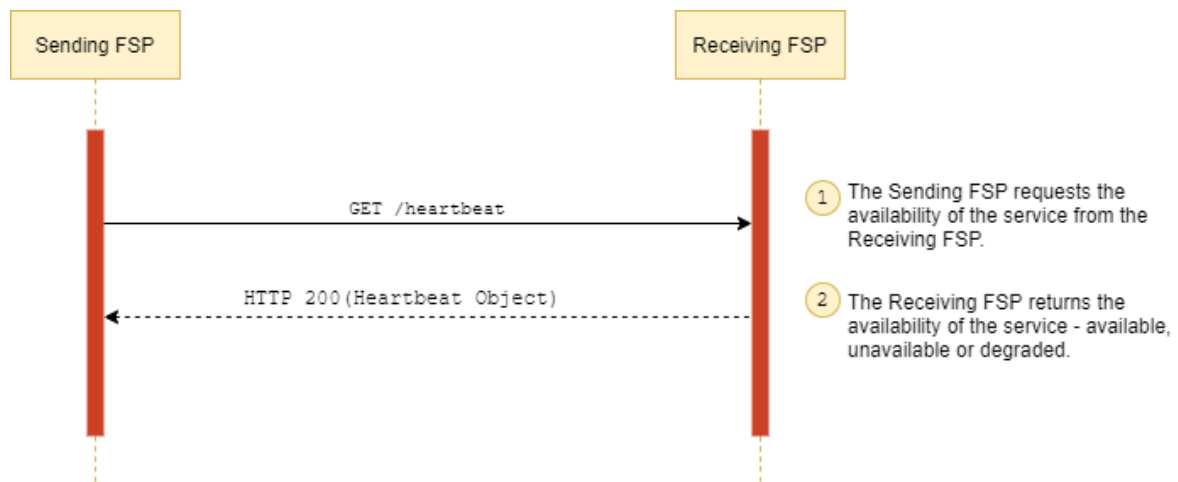 Sending FSP
Receiving FSP
GET /heartbeat
1
The Sending FSP requests the
availability of the service from the
Receiving FSP.
HTTP 200(Heartbeat Object)
2
The Receiving FSP returns the
availability of the service - available,
unavailable or degraded.